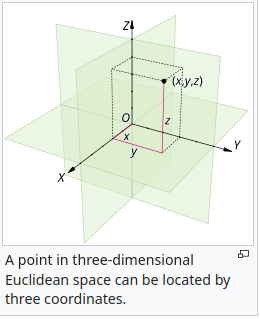 Z
(x,y,z)
O
z
x
y
Y
X
A point in three-dimensional
Euclidean space can be located by
three coordinates.